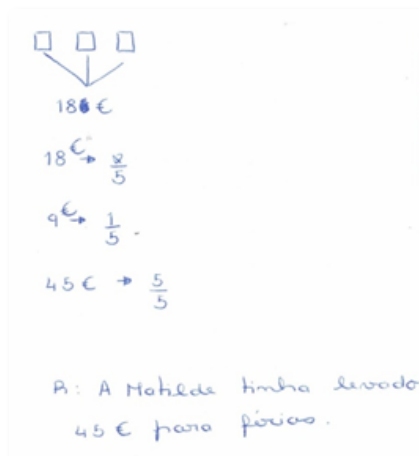 18 €
18 € → 2/5
9 € → 1/5.
45 € → 5/5
R: A Matilde tinha levado
45 € para férias.